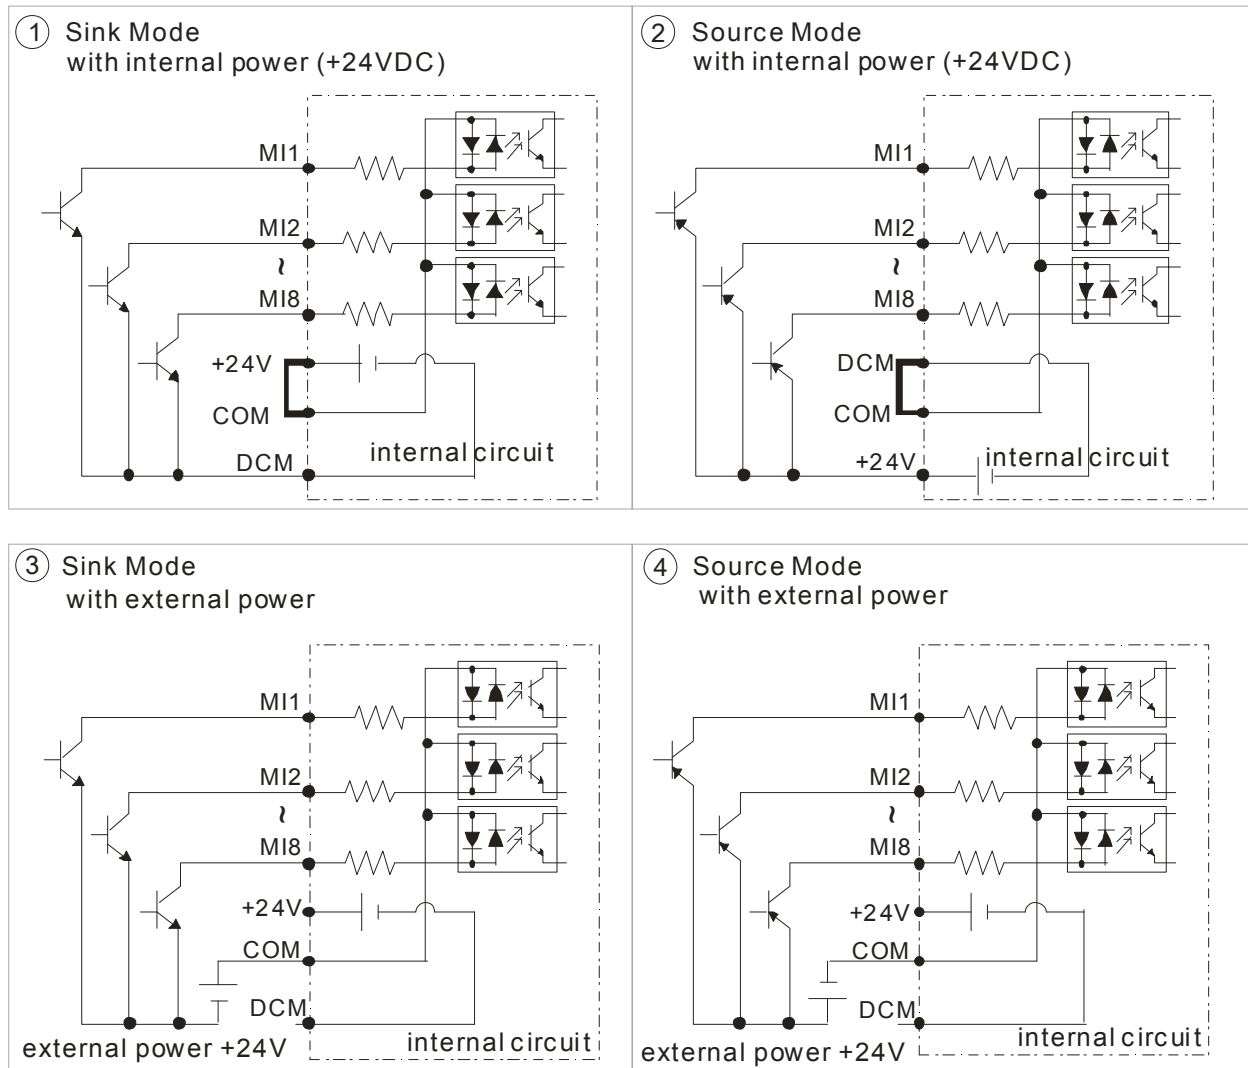 1 Sink Mode
with internal power (+24VDC)
MI1
MI2
~
MI8
+24V
COM
DCM
internal circuit
2 Source Mode
with internal power (+24VDC)
MI1
MI2
~
MI8
DCM
COM
+24V
internal circuit
3 Sink Mode
with external power
MI1
MI2
~
MI8
+24V
COM
DCM
internal circuit
external power +24V
4 Source Mode
with external power
MI1
MI2
~
MI8
+24V
COM
DCM
internal circuit
external power +24V